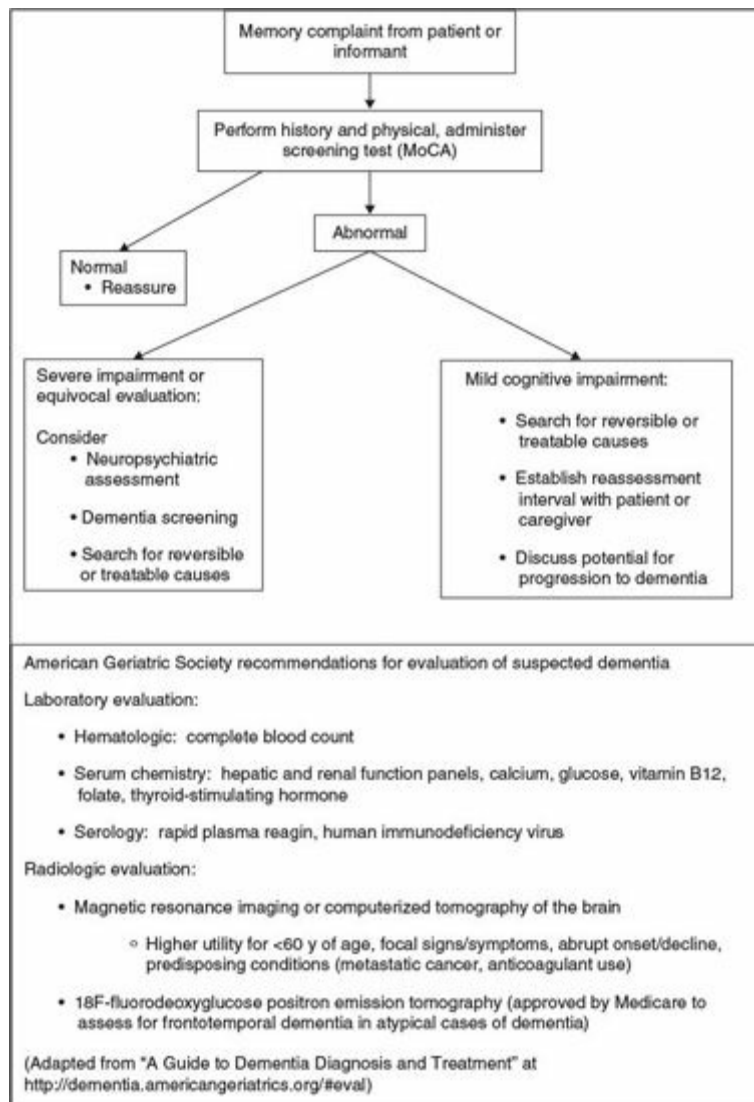 Memory complaint from patient or
informant
Perform history and physical, administer
screening test (MoCA)
Abnormal
Normal
• Reassure
Severe impairment or
equivocal evaluation:
Consider
• Neuropsychiatric
assessment
• Dementia screening
• Search for reversible
or treatable causes
Mild cognitive impairment:
• Search for reversible or
treatable causes
• Establish reassessment
interval with patient or
caregiver
• Discuss potential for
progression to dementia
American Geriatric Society recommendations for evaluation of suspected dementia
Laboratory evaluation:
• Hematologic: complete blood count
• Serum chemistry: hepatic and renal function panels, calcium, glucose, vitamin B12,
folate, thyroid-stimulating hormone
• Serology: rapid plasma reagin, human immunodeficiency virus
Radiologic evaluation:
• Magnetic resonance imaging or computerized tomography of the brain
○ Higher utility for <60 y of age, focal signs/symptoms, abrupt onset/decline,
predisposing conditions (metastatic cancer, anticoagulant use)
• 18F-fluorodeoxyglucose positron emission tomography (approved by Medicare to
assess for frontotemporal dementia in atypical cases of dementia)
(Adapted from "A Guide to Dementia Diagnosis and Treatment" at
http://dementia.americangeriatrics.org/#eval)